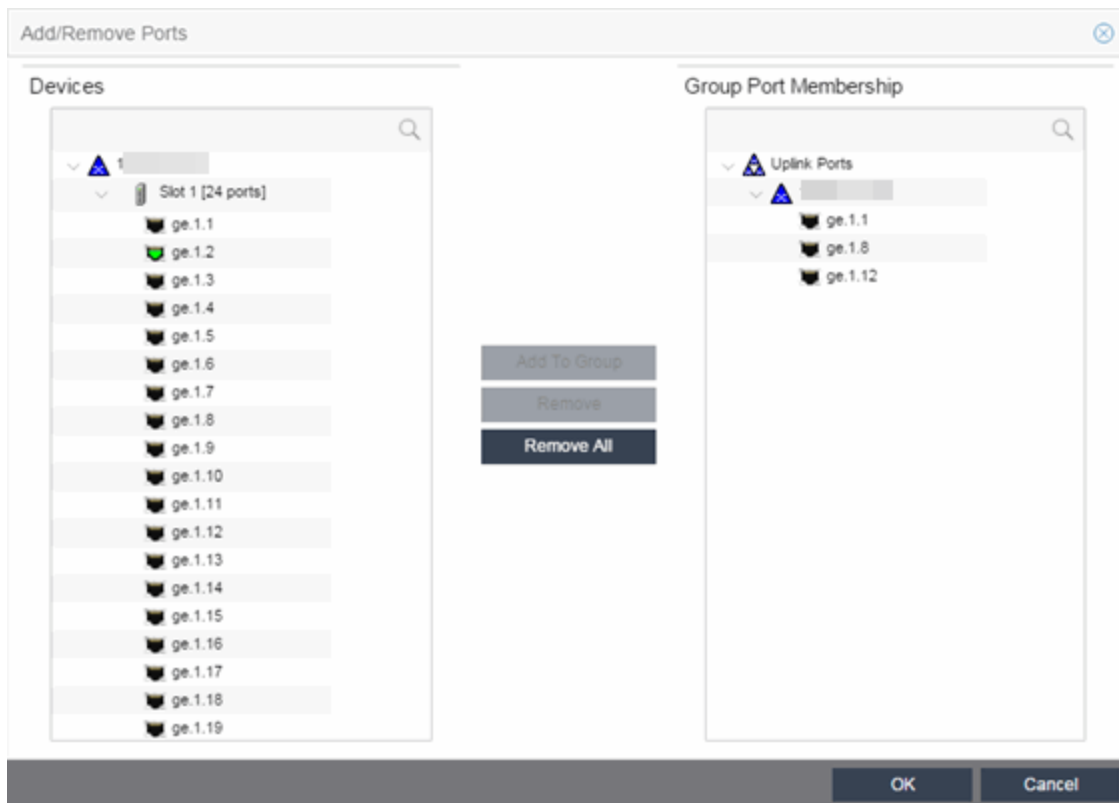 Add/Remove Ports
Devices
Slot 1 [24 ports]
ge.1.1
ge.1.2
ge.1.3
ge.1.4
ge.1.5
ge.1.6
ge.1.7
ge.1.8
ge.1.9
ge.1.10
ge.1.11
ge.1.12
ge.1.13
ge.1.14
ge.1.15
ge.1.16
ge.1.17
ge.1.18
ge.1.19
Add To Group
Remove
Remove All
Group Port Membership
Uplink Ports
ge.1.1
ge.1.8
ge.1.12
OK
Cancel